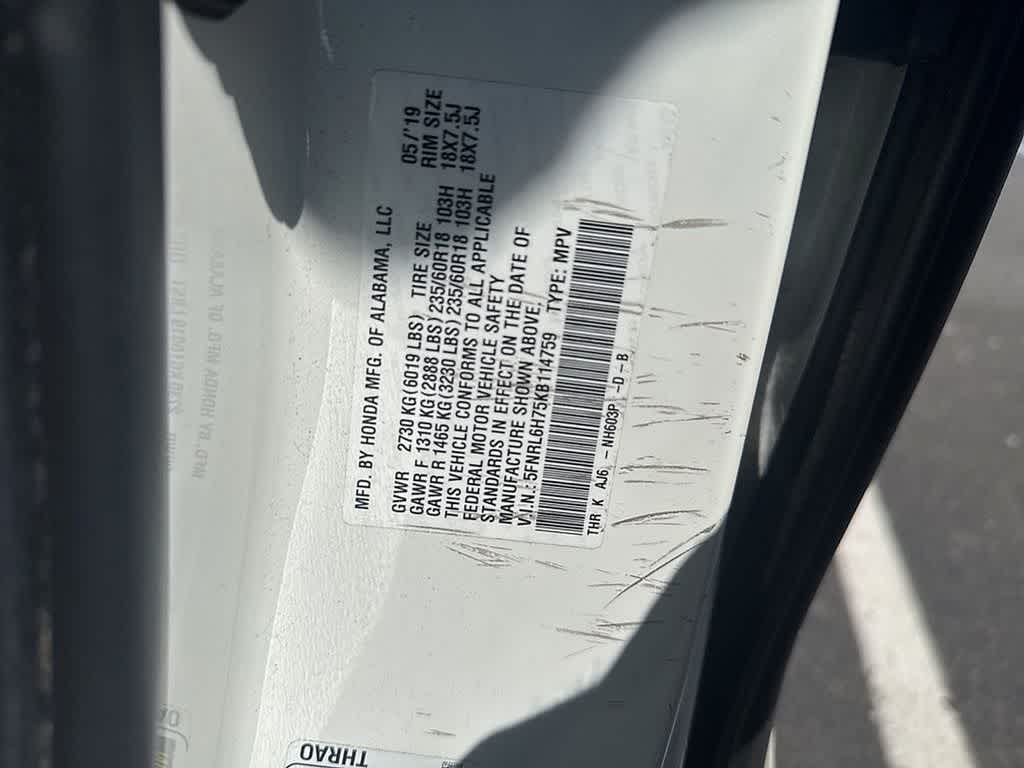 MFD. BY HONDA MFG. OF ALABAMA, LLC
05/'19
GVWR 2730 KG (6019 LBS) TIRE SIZE RIM SIZE
GAWR F 1310 KG (2888 LBS) 235/60R18 103H 18X7.5J
GAWR R 1465 KG (3230 LBS) 235/60R18 103H 18X7.5J
THIS VEHICLE CONFORMS TO ALL APPLICABLE
FEDERAL MOTOR VEHICLE SAFETY
STANDARDS IN EFFECT ON THE DATE OF
MANUFACTURE SHOWN ABOVE.
V.I.N.: 5FNRL6H75KB114759 TYPE: MPV
THR K AJ6 -NH603P -D-B
THRAO